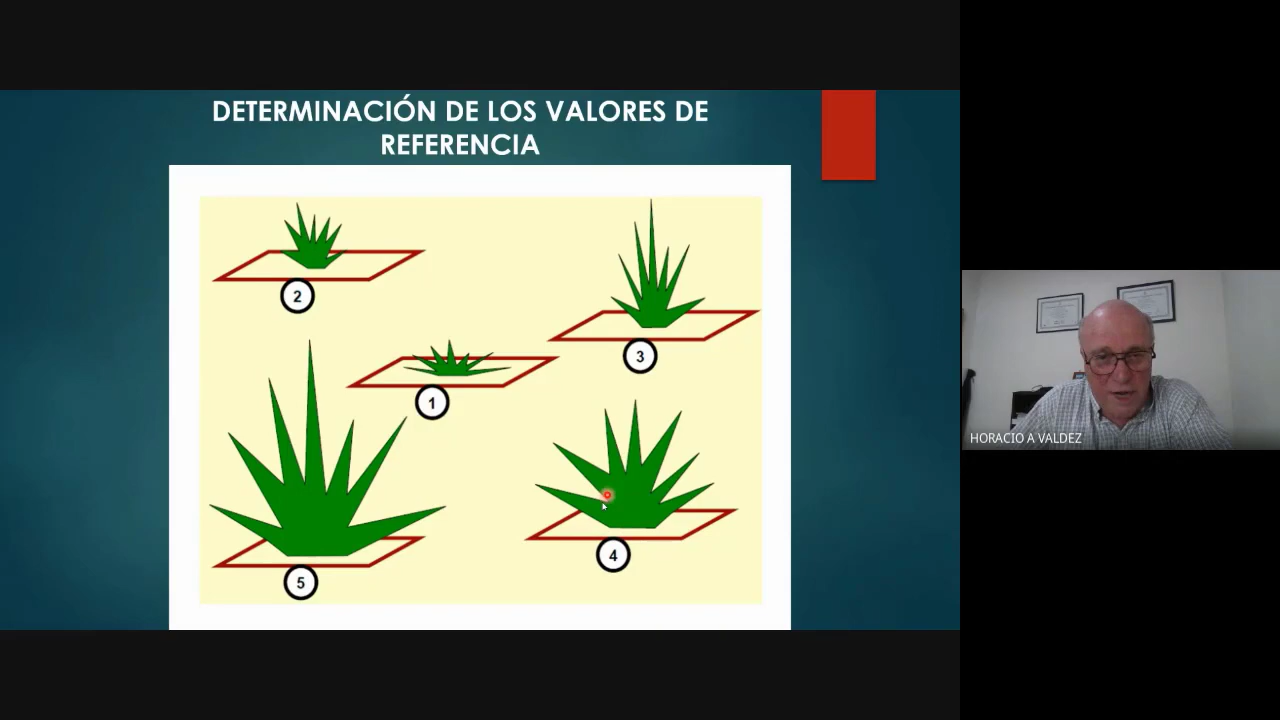 DETERMINACIÓN DE LOS VALORES DE
REFERENCIA
2
3
1
4
5
HORACIO A VALDEZ